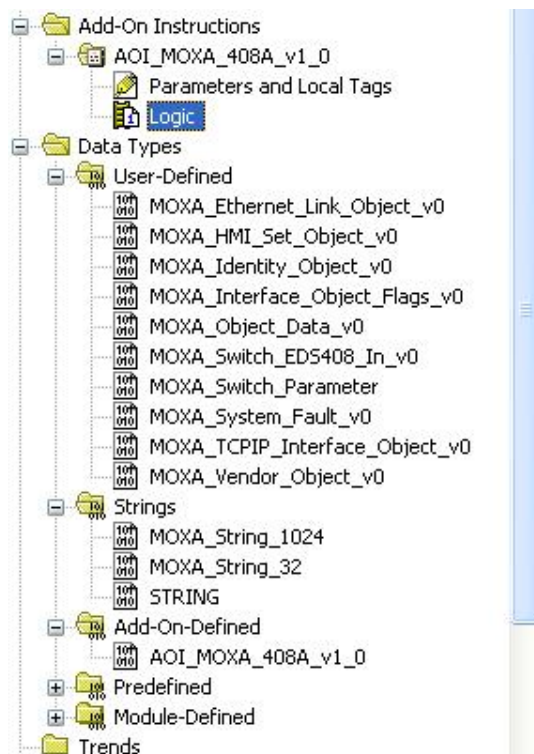 Add-On Instructions
AOI_MOXA_408A_v1_0
Parameters and Local Tags
Logic
Data Types
User-Defined
MOXA_Ethernet_Link_Object_v0
MOXA_HMI_Set_Object_v0
MOXA_Identity_Object_v0
MOXA_Interface_Object_Flags_v0
MOXA_Object_Data_v0
MOXA_Switch_EDS408_In_v0
MOXA_Switch_Parameter
MOXA_System_Fault_v0
MOXA_TCPIP_Interface_Object_v0
MOXA_Vendor_Object_v0
Strings
MOXA_String_1024
MOXA_String_32
STRING
Add-On-Defined
AOI_MOXA_408A_v1_0
Predefined
Module-Defined
Trends